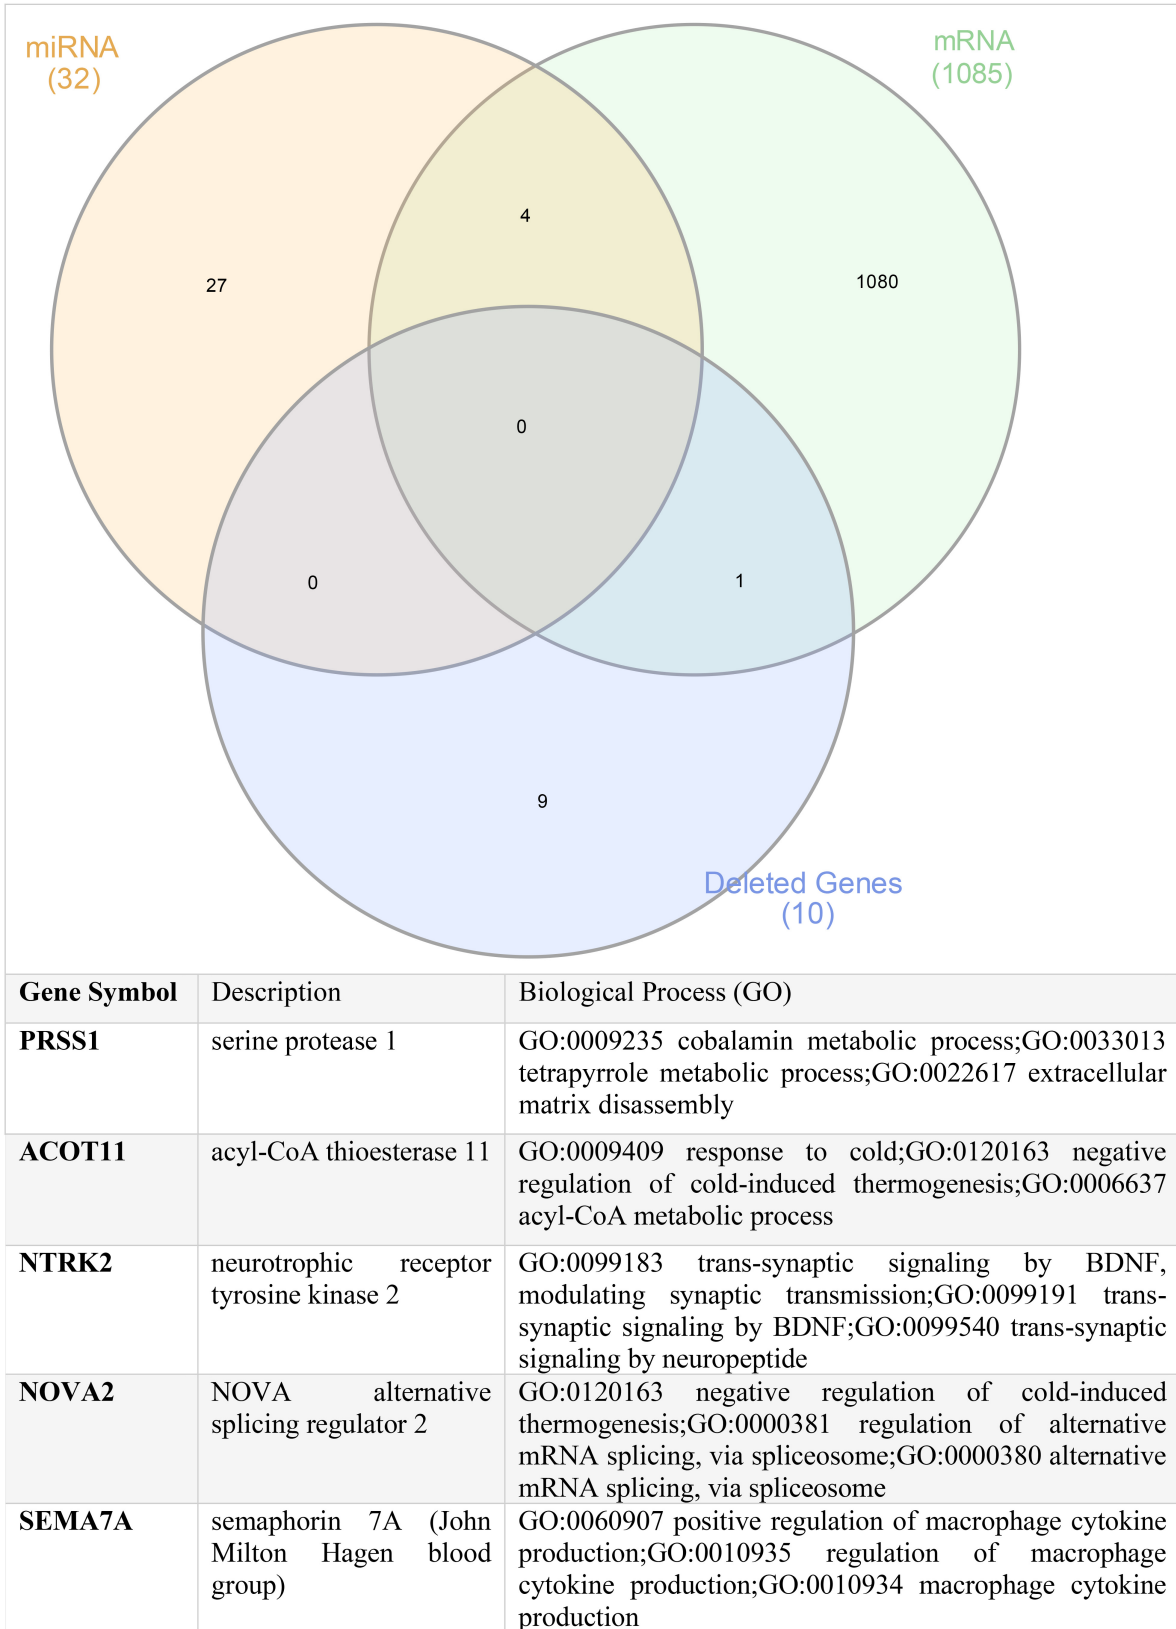 miRNA
(32)
mRNA
(1085)
4
27
1080
0
0
1
9
Deleted Genes
(10)
Gene Symbol
Description
Biological Process (GO)
PRSS1
serine protease 1
GO:0009235 cobalamin metabolic process;GO:0033013
tetrapyrrole metabolic process;GO:0022617 extracellular
matrix disassembly
ACOT11
acyl-CoA thioesterase 11
GO:0009409 response to cold;GO:0120163 negative
regulation of cold-induced thermogenesis;GO:0006637
acyl-CoA metabolic process
NTRK2
neurotrophic receptor
tyrosine kinase 2
GO:0099183 trans-synaptic signaling by BDNF,
modulating synaptic transmission;GO:0099191 trans-
synaptic signaling by BDNF;GO:0099540 trans-synaptic
signaling by neuropeptide
NOVA2
NOVA alternative
splicing regulator 2
GO:0120163 negative regulation of cold-induced
thermogenesis;GO:0000381 regulation of alternative
mRNA splicing, via spliceosome;GO:0000380 alternative
mRNA splicing, via spliceosome
SEMA7A
semaphorin 7A (John
Milton Hagen blood
group)
GO:0060907 positive regulation of macrophage cytokine
production;GO:0010935 regulation of macrophage
cytokine production;GO:0010934 macrophage cytokine
production